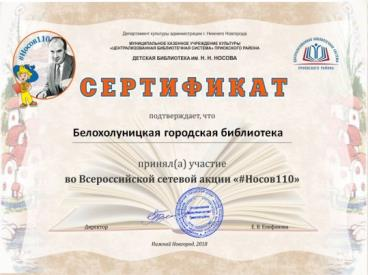 Департамент культуры администрации г. Нижнего Новгорода
МУНИЦИПАЛЬНОЕ КАЗЕННОЕ УЧРЕЖДЕНИЕ КУЛЬТУРЫ
«ЦЕНТРАЛИЗОВАННАЯ БИБЛИОТЕЧНАЯ СИСТЕМА» ПРИОКСКОГО РАЙОНА
ДЕТСКАЯ БИБЛИОТЕКА ИМ. Н. Н. НОСОВА
#Носов110
СЕРТИФИКАТ
подтверждает, что
Белохолуницкая городская библиотека
принял(а) участие
во Всероссийской сетевой акции «#Носов110»
Директор
Е. В. Епифанова
Нижний Новгород, 2018